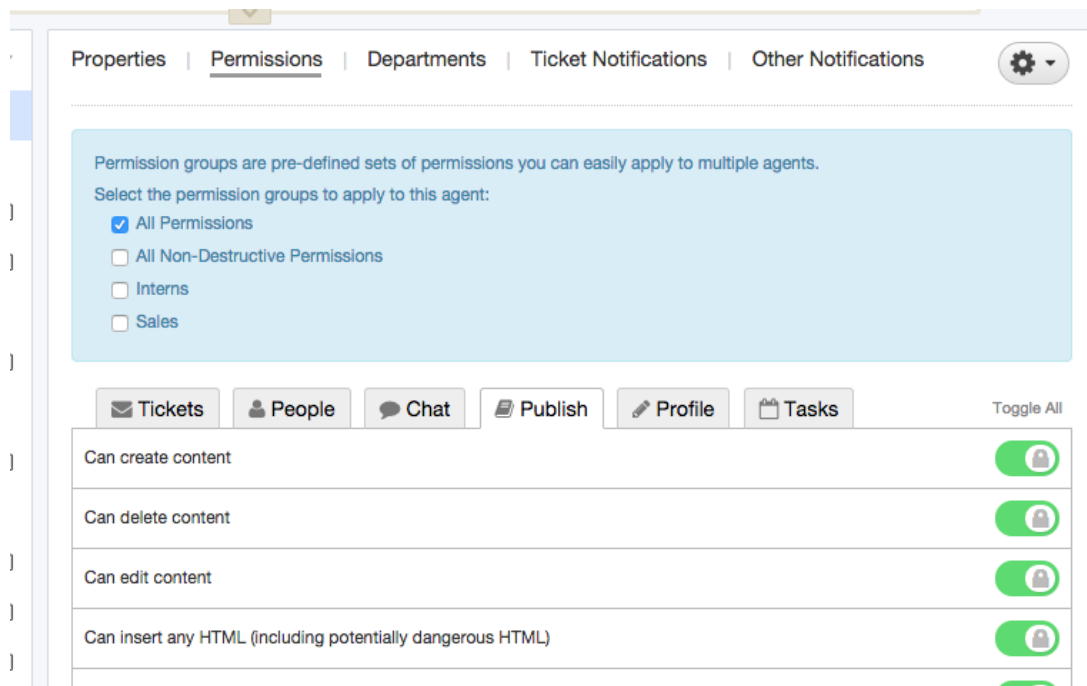 Properties | Permissions | Departments | Ticket Notifications | Other Notifications
Permission groups are pre-defined sets of permissions you can easily apply to multiple agents.
Select the permission groups to apply to this agent:
All Permissions
All Non-Destructive Permissions
Interns
Sales
Tickets People Chat Publish Profile Tasks Toggle All
Can create content
Can delete content
Can edit content
Can insert any HTML (including potentially dangerous HTML)